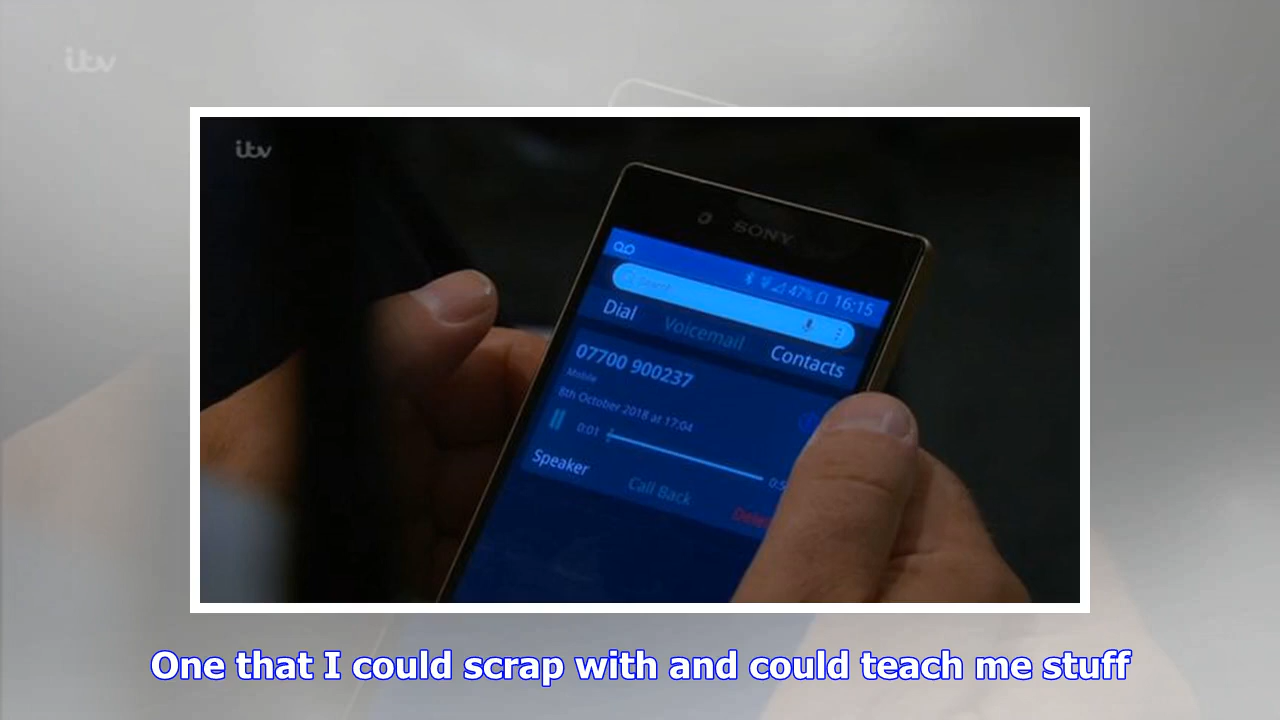 itv
itv
SONY
47% 16:15
Search
Dial Voicemail Contacts
07700 900237
Mobile
8th October 2018 at 17:04
0:01
Speaker Call Back
One that I could scrap with and could teach me stuff